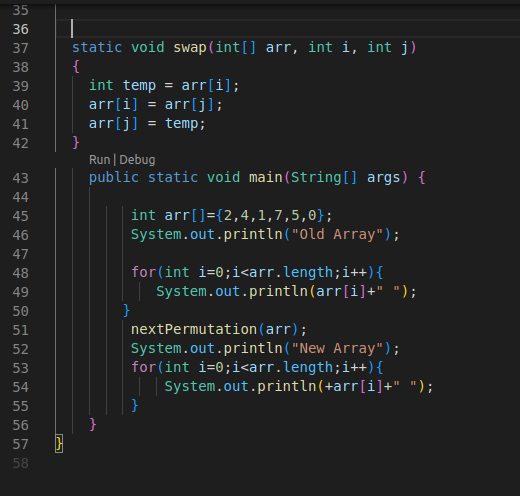 35
36
37 static void swap(int[] arr, int i, int j)
38 {
39 int temp = arr[i];
40 arr[i] = arr[j];
41 arr[j] = temp;
42 }
Run | Debug
43 public static void main(String[] args) {
44
45 int arr[]={2,4,1,7,5,0};
46 System.out.println("Old Array");
47
48 for(int i=0;i<arr.length;i++){
49 System.out.println(arr[i]+" ");
50 }
51 nextPermutation(arr);
52 System.out.println("New Array");
53 for(int i=0;i<arr.length;i++){
54 System.out.println(+arr[i]+" ");
55 }
56 }
57 }
58